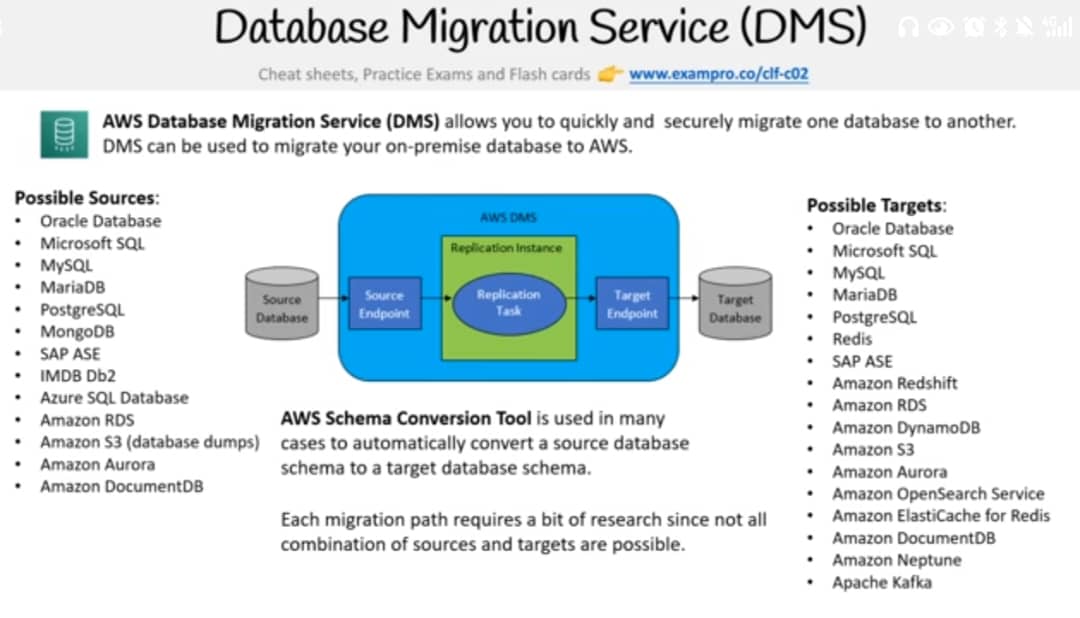 Database Migration Service (DMS)
4G
Cheat sheets, Practice Exams and Flash cards 👉 www.exampro.co/clf-c02
AWS Database Migration Service (DMS) allows you to quickly and securely migrate one database to another.
DMS can be used to migrate your on-premise database to AWS.
Possible Sources:
• Oracle Database
• Microsoft SQL
• MySQL
• MariaDB
• PostgreSQL
• MongoDB
• SAP ASE
• IMDB Db2
• Azure SQL Database
• Amazon RDS
• Amazon S3 (database dumps)
• Amazon Aurora
• Amazon DocumentDB
AWS DMS
Replication Instance
Source
Database
Source
Endpoint
Replication
Task
Target
Endpoint
Target
Database
AWS Schema Conversion Tool is used in many
cases to automatically convert a source database
schema to a target database schema.
Each migration path requires a bit of research since not all
combination of sources and targets are possible.
Possible Targets:
• Oracle Database
• Microsoft SQL
• MySQL
• MariaDB
• PostgreSQL
• Redis
• SAP ASE
• Amazon Redshift
• Amazon RDS
• Amazon DynamoDB
• Amazon S3
• Amazon Aurora
• Amazon OpenSearch Service
• Amazon ElastiCache for Redis
• Amazon DocumentDB
• Amazon Neptune
• Apache Kafka